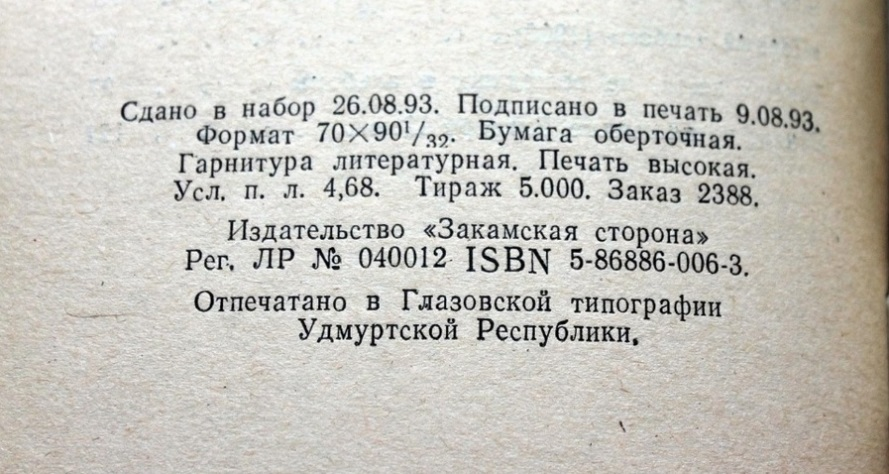 Сдано в набор 26.08.93. Подписано в печать 9.08.93.
Формат 70×90¹/₃₂. Бумага оберточная.
Гарнитура литературная. Печать высокая.
Усл. п. л. 4,68. Тираж 5.000. Заказ 2388.
Издательство «Закамская сторона»
Рег. ЛР № 040012 ISBN 5-86886-006-3.
Отпечатано в Глазовской типографии
Удмуртской Республики.